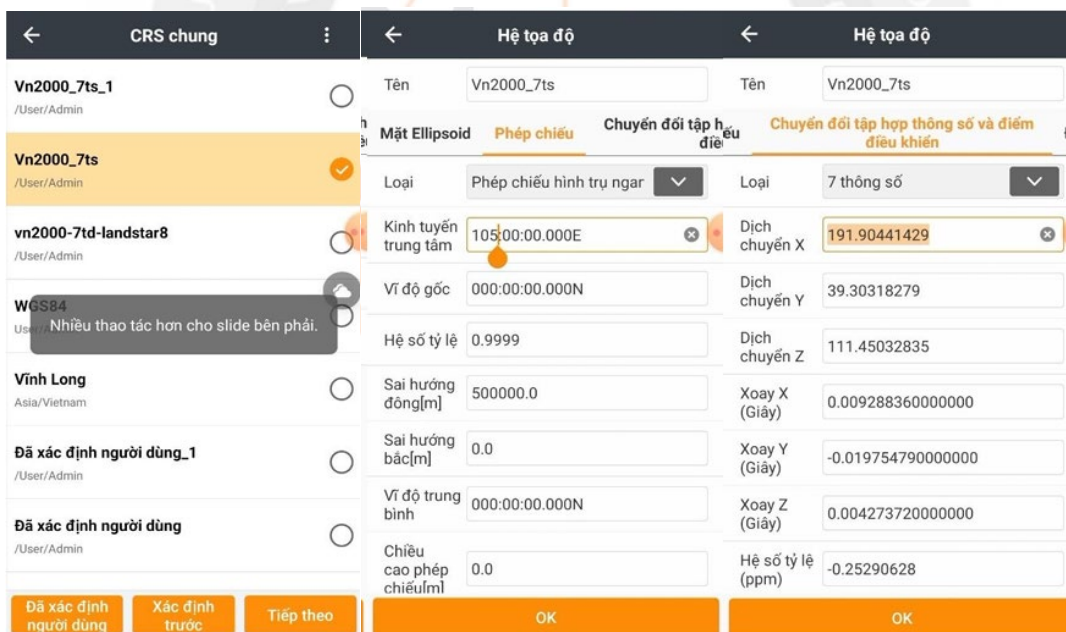 CRS chung
Vn2000_7ts_1
/User/Admin
Vn2000_7ts
/User/Admin
vn2000-7td-landstar8
/User/Admin
WGS84
Nhiều thao tác hơn cho slide bên phải.
Vĩnh Long
Asia/Vietnam
Đã xác định người dùng_1
/User/Admin
Đã xác định người dùng
/User/Admin
Đã xác định
người dùng
Xác định
trước
Tiếp theo
Hệ tọa độ
Tên
Vn2000_7ts
Mặt Ellipsoid
Phép chiếu
Chuyển đổi tập h
điề
Loại
Phép chiếu hình trụ ngan
Kinh tuyến
trung tâm
105:00:00.000E
Vĩ độ gốc
000:00:00.000N
Hệ số tỷ lệ
0.9999
Sai hướng
đông[m]
500000.0
Sai hướng
bắc[m]
0.0
Vĩ độ trung
bình
000:00:00.000N
Chiều
cao phép
chiếu[m]
0.0
OK
Hệ tọa độ
Tên
Vn2000_7ts
ếu
Chuyển đổi tập hợp thông số và điểm
điều khiển
Loại
7 thông số
Dịch
chuyển X
191.90441429
Dịch
chuyển Y
39.30318279
Dịch
chuyển Z
111.45032835
Xoay X
(Giây)
0.009288360000000
Xoay Y
(Giây)
-0.019754790000000
Xoay Z
(Giây)
0.004273720000000
Hệ số tỷ lệ
(ppm)
-0.25290628
OK